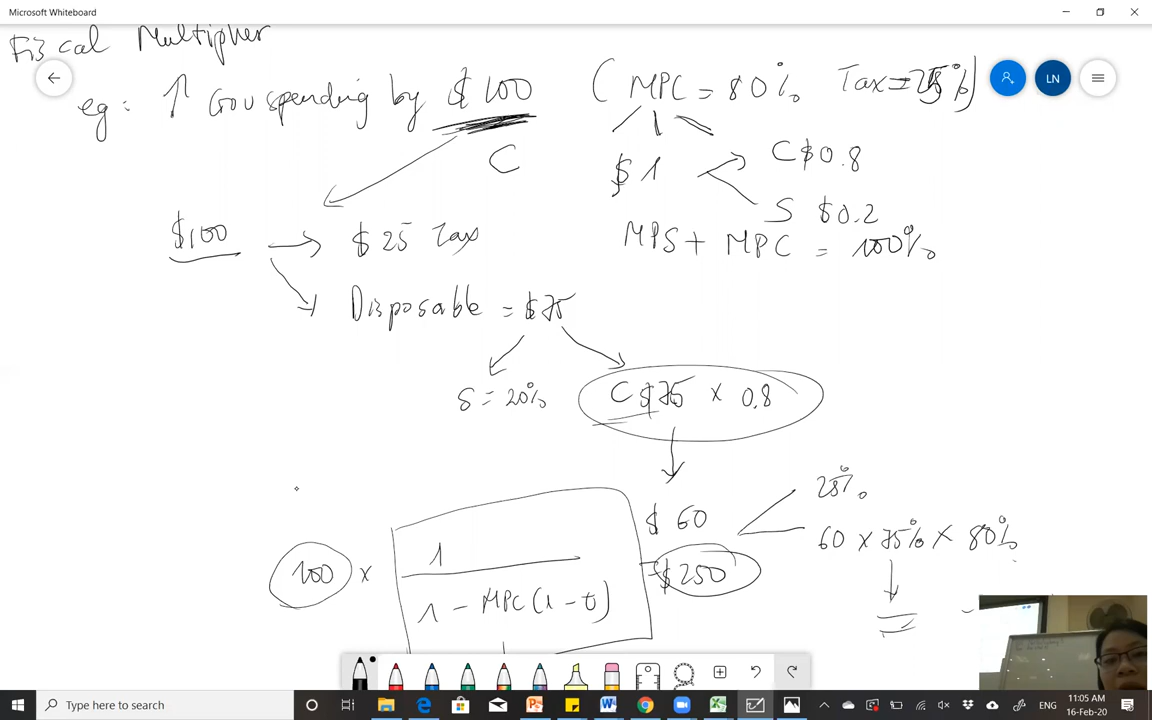 Microsoft Whiteboard
Fiscal Multiplier
eg: ↑ Gov spending by $100 (MPC = 80% Tax = 25%)
C
$1
C $0.8
S $0.2
MPS + MPC = 100%
$100 → $25 Tax
Disposable = $75
S = 20%
C $75 × 0.8
$60
25%
60 × 75% × 80%
100 × 1 / 1 - MPC(1 - t) = $250
LN
Type here to search
ENG
11:05 AM
16-Feb-20